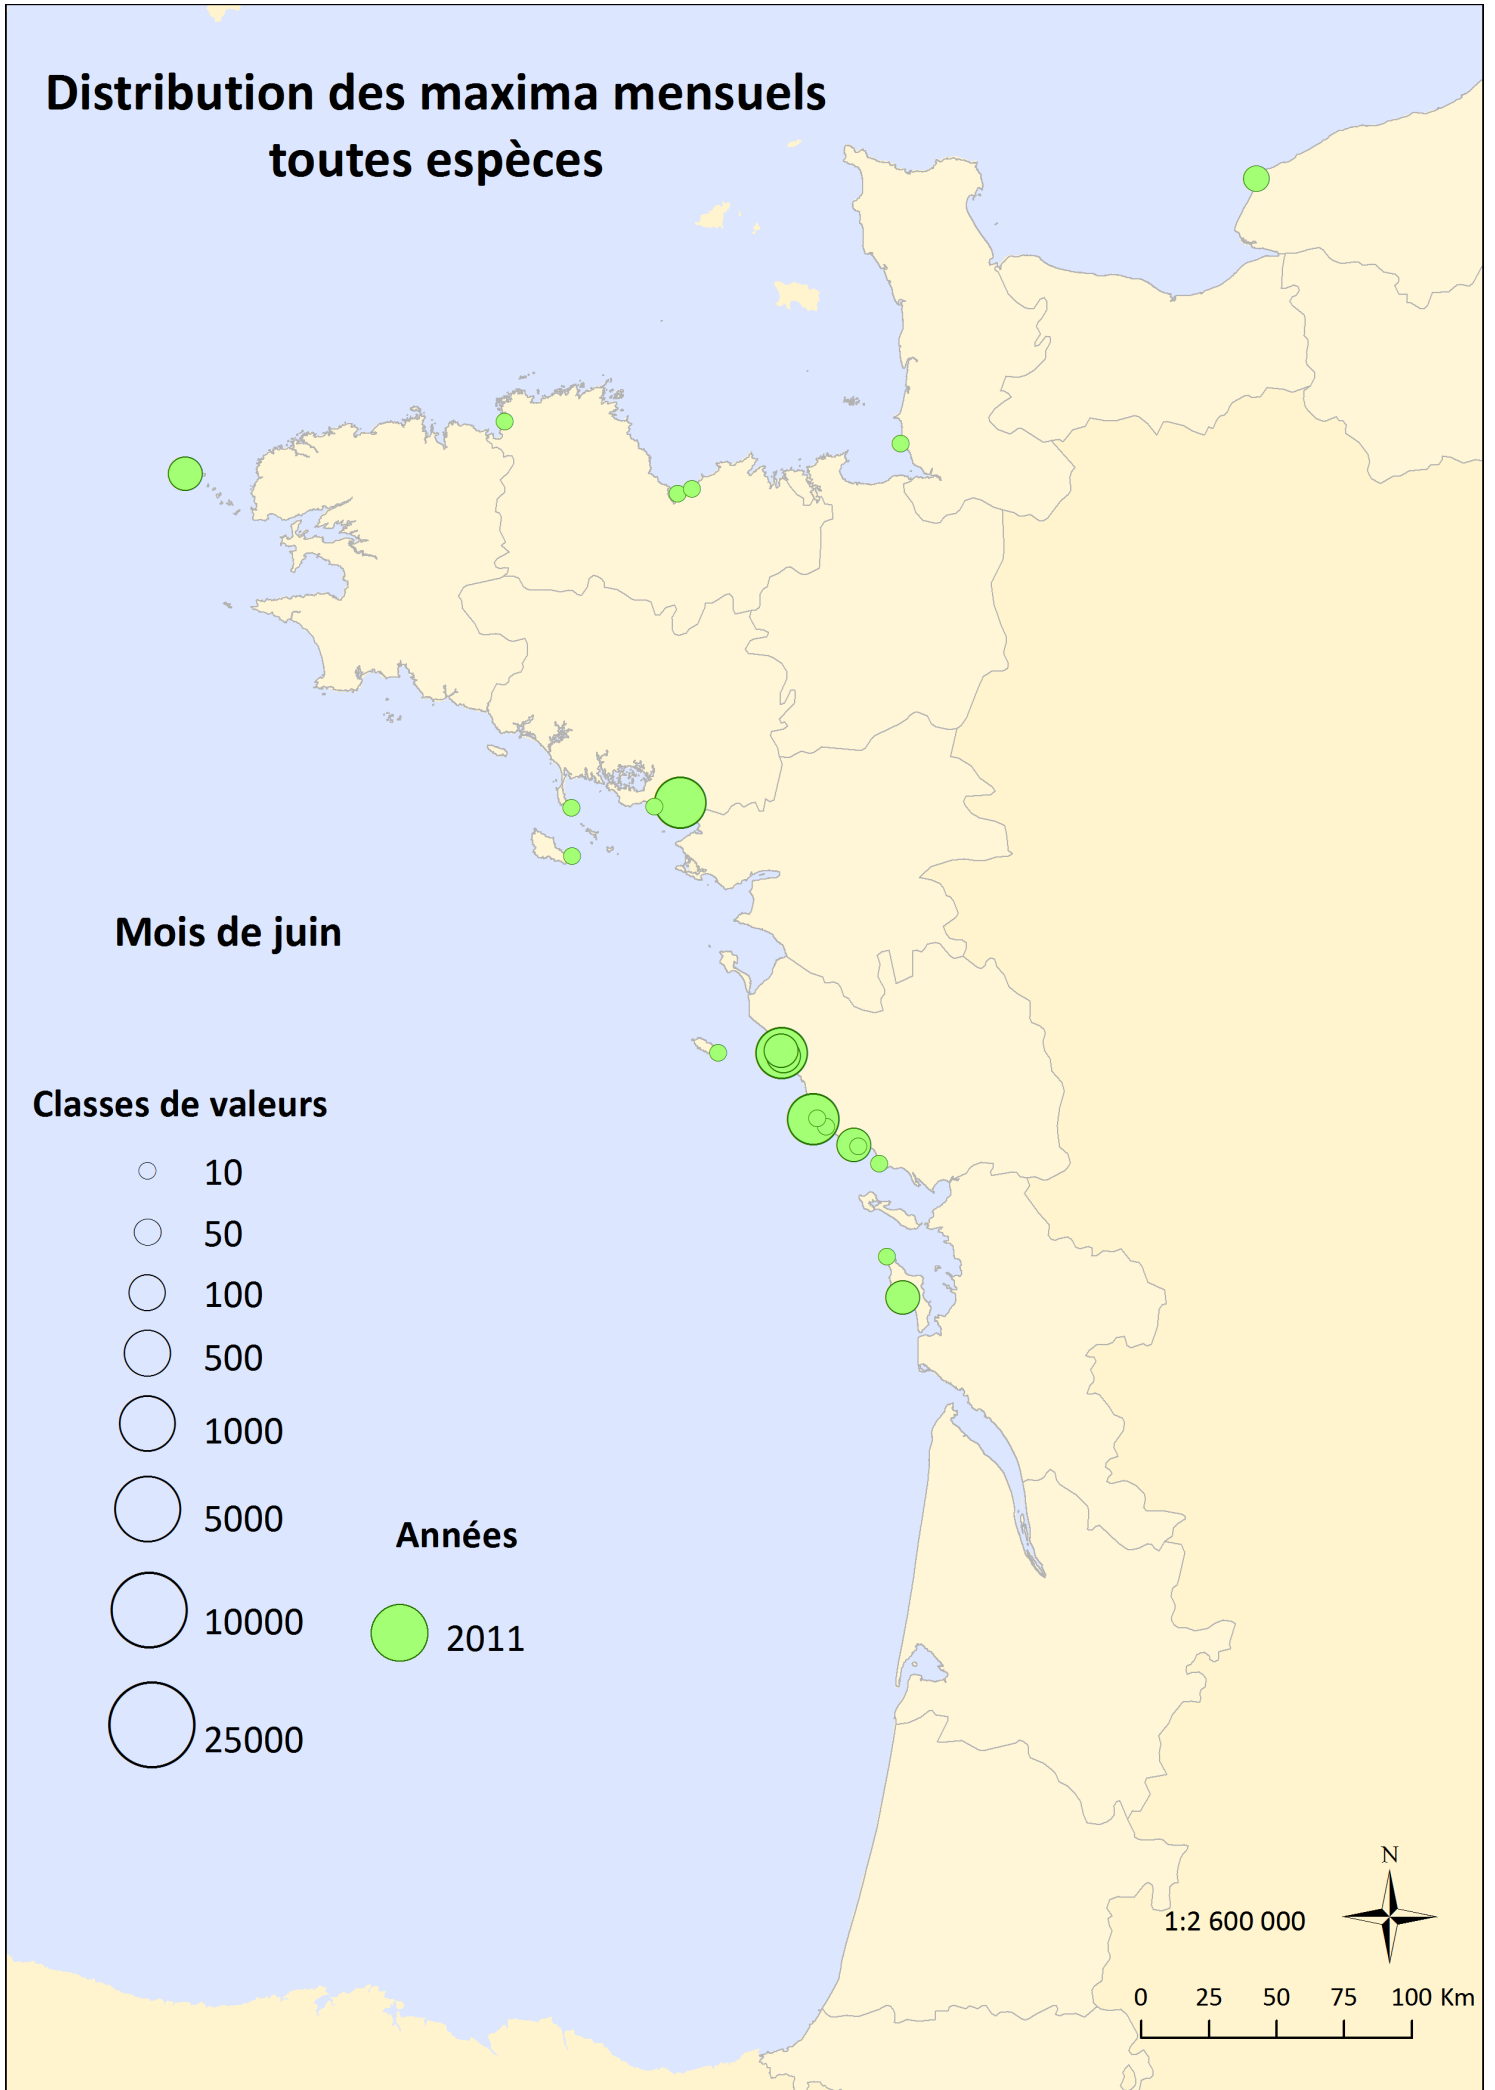 Distribution des maxima mensuels
toutes espèces
Mois de juin
Classes de valeurs
10
50
100
500
1000
5000
10000
25000
Années
2011
N
1:2 600 000
0 25 50 75 100 Km